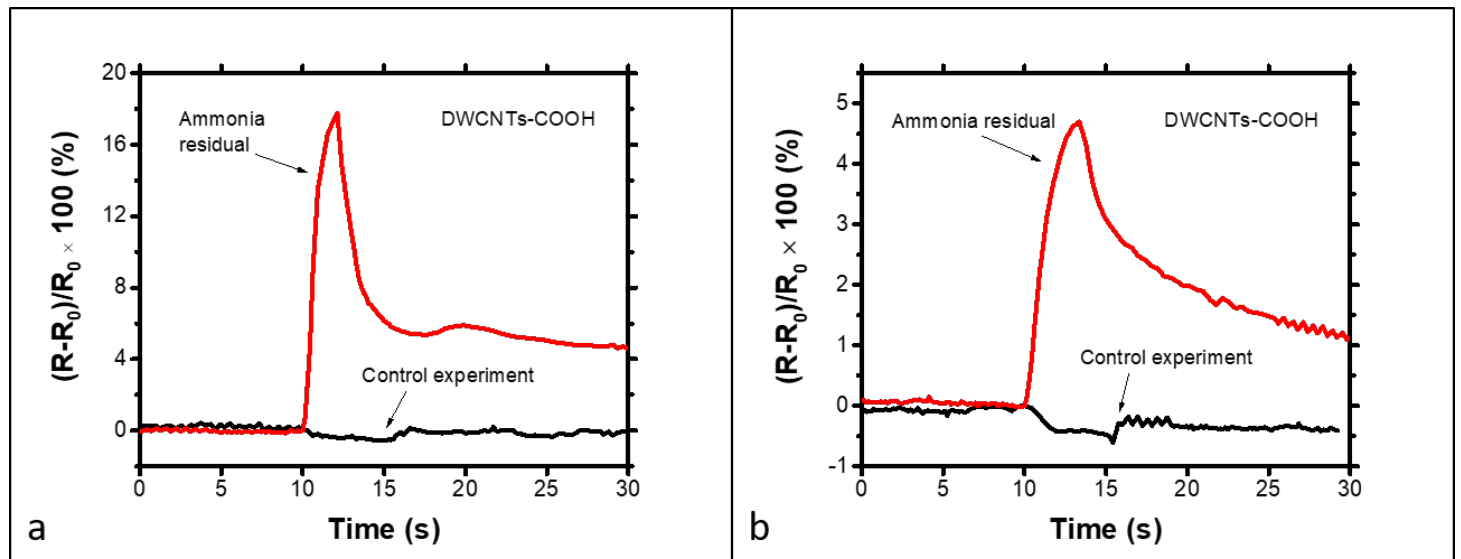 20
16
12
8
4
0
(R-R0)/R0 × 100 (%)
Ammonia
residual
DWCNTs-COOH
Control experiment
0 5 10 15 20 25 30
Time (s)
a
5
4
3
2
1
0
-1
(R-R0)/R0 × 100 (%)
Ammonia residual
DWCNTs-COOH
Control experiment
0 5 10 15 20 25 30
Time (s)
b